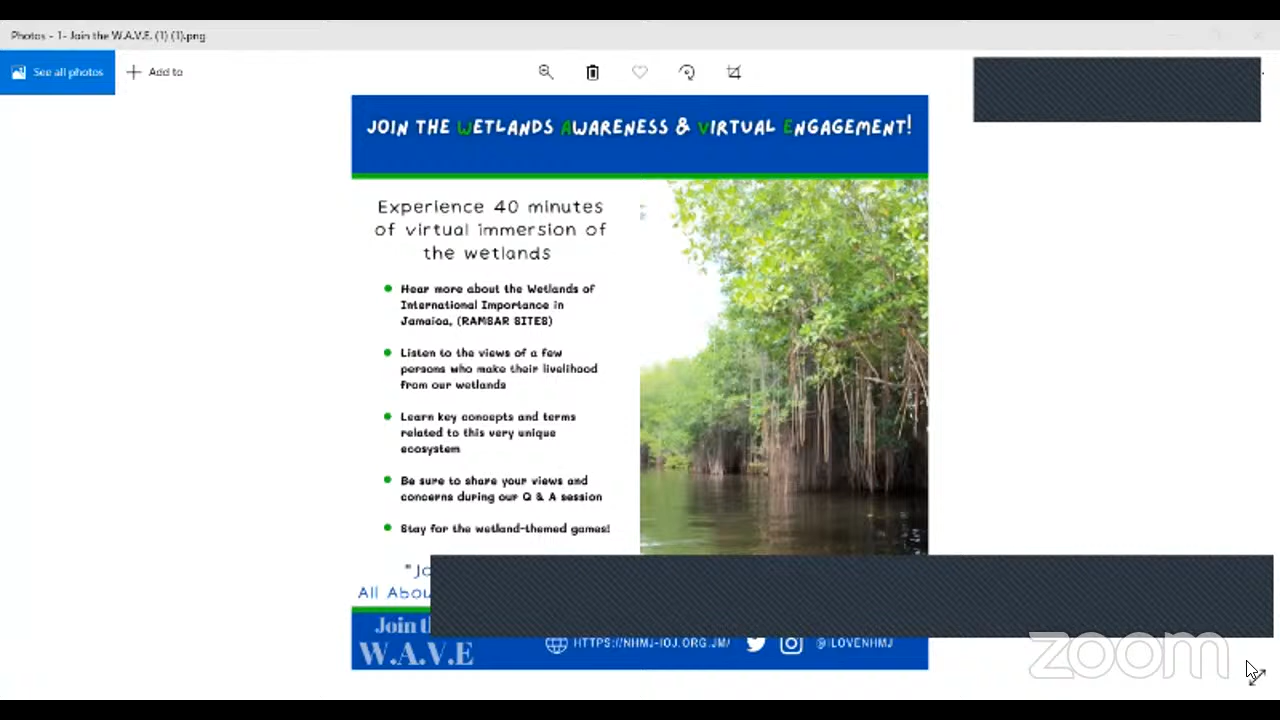 Photos - 1- Join the W.A.V.E. (1) (1).png
See all photos
Add to
JOIN THE WETLANDS AWARENESS & VIRTUAL ENGAGEMENT!
Experience 40 minutes
of virtual immersion of
the wetlands
Hear more about the Wetlands of
International Importance in
Jamaica, (RAMSAR SITES)
Listen to the views of a few
persons who make their livelihood
from our wetlands
Learn key concepts and terms
related to this very unique
ecosystem
Be sure to share your views and
concerns during our Q & A session
Stay for the wetland-themed games!
All
Join
W.A.V.E
HTTPS://NHMJ-IOJ.ORG.JM/
@ILOVENHMJ
zoom